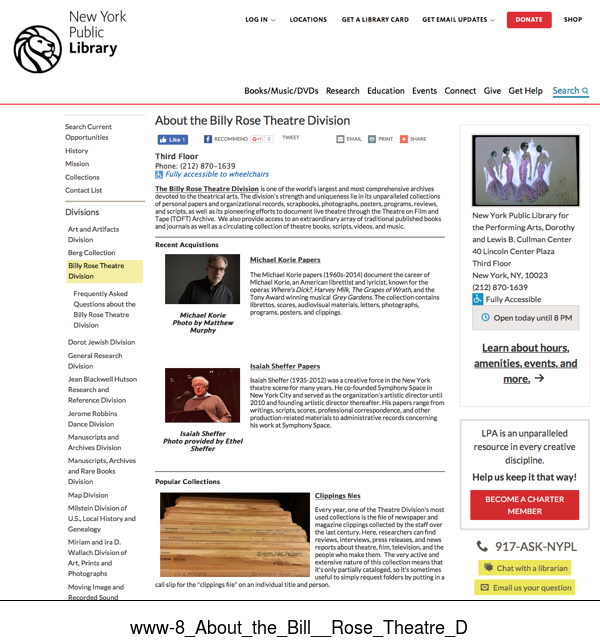 New York
Public
Library
LOG IN
LOCATIONS
GET A LIBRARY CARD
GET EMAIL UPDATES
DONATE
SHOP
Books/Music/DVDs
Research
Education
Events
Connect
Give
Get Help
Search
Search Current
Opportunities
History
Mission
Collections
Contact List
Divisions
Art and Artifacts
Division
Berg Collection
Billy Rose Theatre
Division
Frequently Asked
Questions about the
Billy Rose Theatre
Division
Dorot Jewish Division
General Research
Division
Jean Blackwell Hutson
Research and
Reference Division
Jerome Robbins
Dance Division
Manuscripts and
Archives Division
Manuscripts, Archives
and Rare Books
Division
Map Division
Milstein Division of
U.S., Local History and
Genealogy
Miriam and Ira D.
Wallach Division of
Art, Prints and
Photographs
Moving Image and
Recorded Sound
About the Billy Rose Theatre Division
Like 1
RECOMMEND
G+1 0
TWEET
EMAIL
PRINT
SHARE
Third Floor
Phone: (212) 870-1639
Fully accessible to wheelchairs
The Billy Rose Theatre Division is one of the world's largest and most comprehensive archives
devoted to the theatrical arts. The division's strength and uniqueness lie in its unparalleled collections
of personal papers and organizational records, scrapbooks, photographs, posters, programs, reviews,
and scripts, as well as its pioneering efforts to document live theatre through the Theatre on Film and
Tape (TOFT) Archive. We also provide access to an extraordinary array of traditional published books
and journals as well as a circulating collection of theatre books, scripts, videos, and music.
Recent Acquistions
Michael Korie
Photo by Matthew
Murphy
Michael Korie Papers
The Michael Korie papers (1960s-2014) document the career of
Michael Korie, an American librettist and lyricist, known for the
operas Where's Dick?, Harvey Milk, The Grapes of Wrath, and the
Tony Award winning musical Grey Gardens. The collection contains
librettos, scores, audiovisual materials, letters, photographs,
programs, posters, and clippings.
Isaiah Sheffer
Photo provided by Ethel
Sheffer
Isaiah Sheffer Papers
Isaiah Sheffer (1935-2012) was a creative force in the New York
theatre scene for many years. He co-founded Symphony Space in
New York City and served as the organization's artistic director until
2010 and founding artistic director thereafter. His papers range from
writings, scripts, scores, professional correspondence, and other
production-related materials to administrative records concerning
his work at Symphony Space.
Popular Collections
Clippings files
Every year, one of the Theatre Division's most
used collections is the file of newspaper and
magazine clippings collected by the staff over
the last century. Here, researchers can find
reviews, interviews, press releases, and news
reports about theatre, film, television, and the
people who make them. The very active and
extensive nature of this collection means that
it's only partially cataloged, so it's sometimes
useful to simply request folders by putting in a
call slip for the "clippings file" on an individual title and person.
New York Public Library for
the Performing Arts, Dorothy
and Lewis B. Cullman Center
40 Lincoln Center Plaza
Third Floor
New York, NY, 10023
(212) 870-1639
Fully Accessible
Open today until 8 PM
Learn about hours,
amenities, events, and
more.
LPA is an unparalleled
resource in every creative
discipline.
Help us keep it that way!
BECOME A CHARTER
MEMBER
917-ASK-NYPL
Chat with a librarian
Email us your question
www-8_About_the_Bill__Rose_Theatre_D